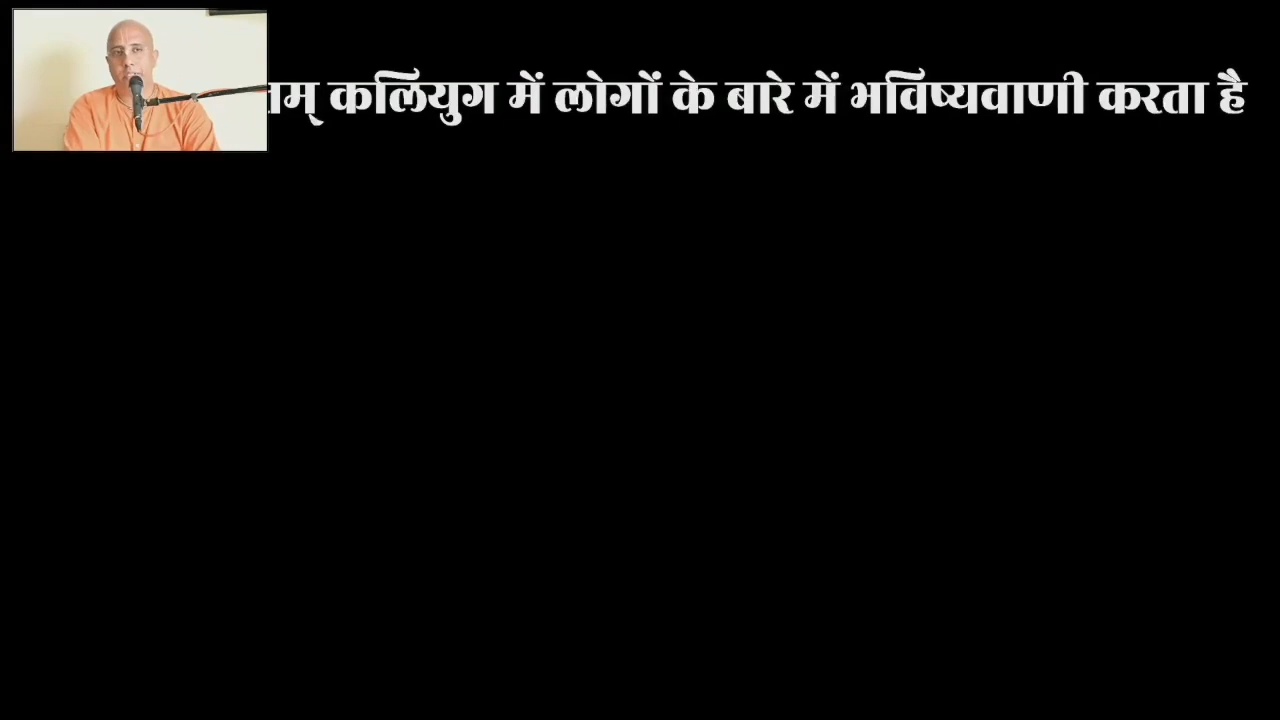 कलियुग में लोगों के बारे में भविष्यवाणी करता है